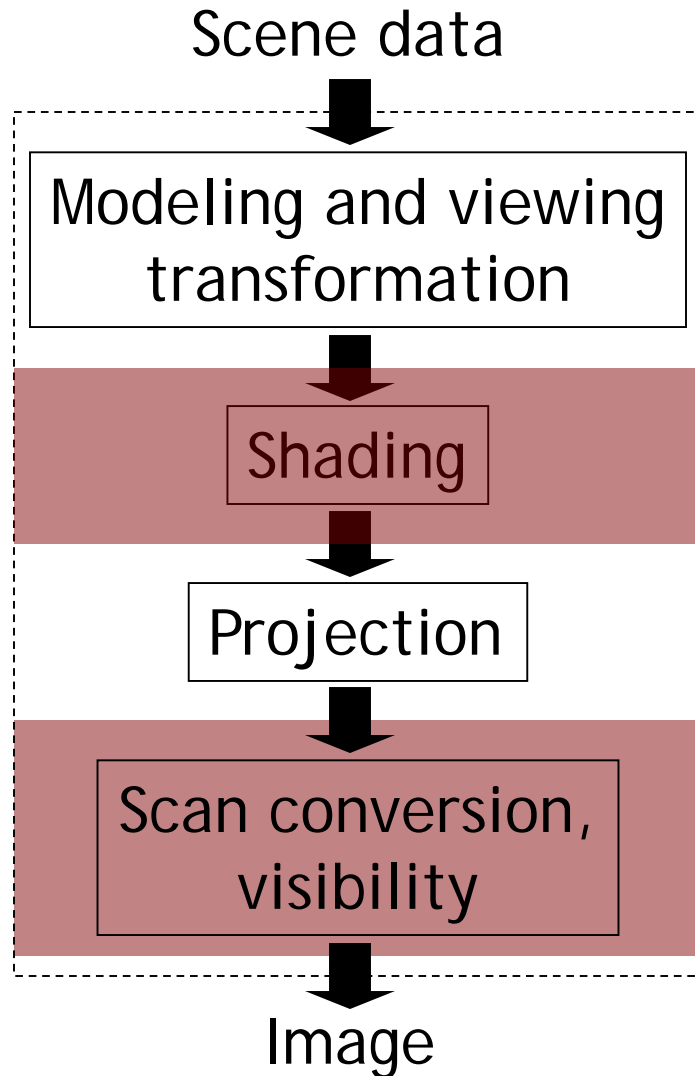 Scene data
Modeling and viewing
transformation
Shading
Projection
Scan conversion,
visibility
Image